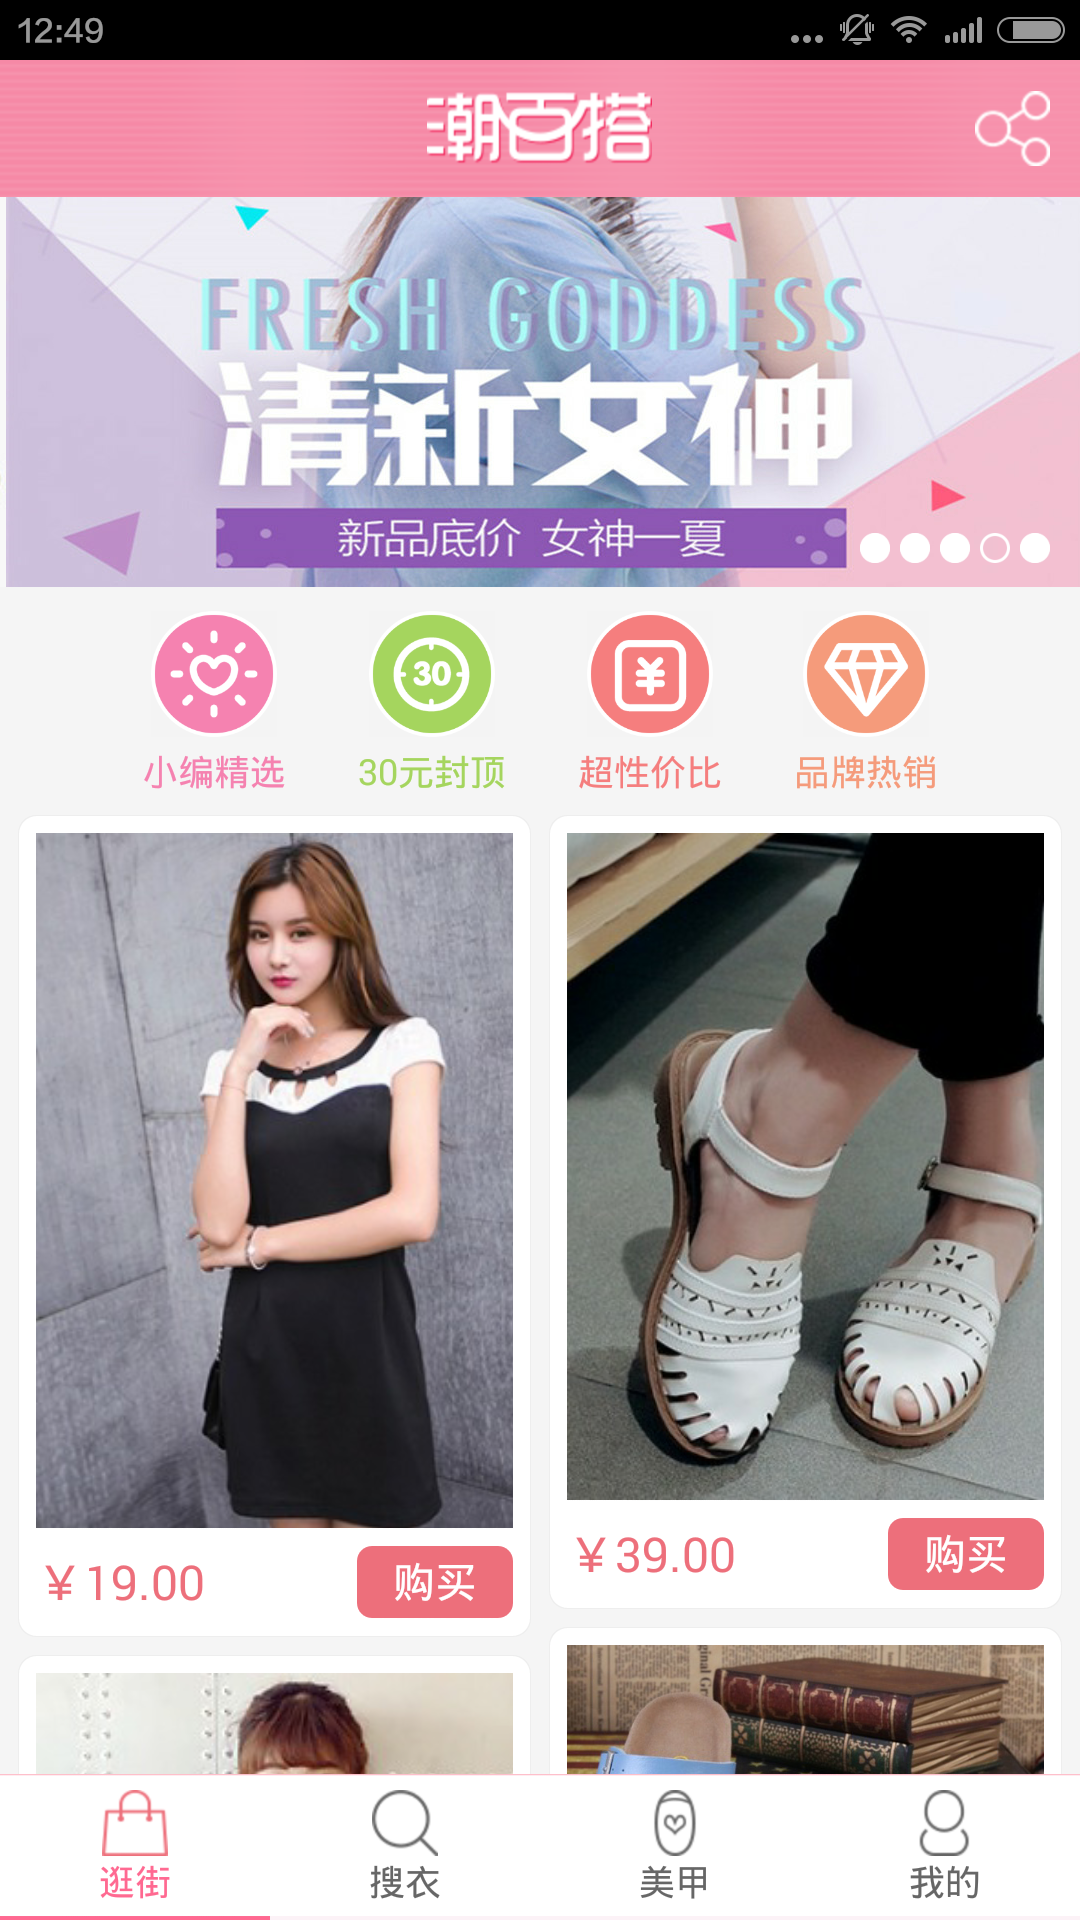 12:49
潮百搭
FRESH GODDESS
清新女神
新品底价 女神一夏
30
¥
小编精选
30元封顶
超性价比
品牌热销
¥19.00
购买
¥39.00
购买
逛街
搜衣
美甲
我的